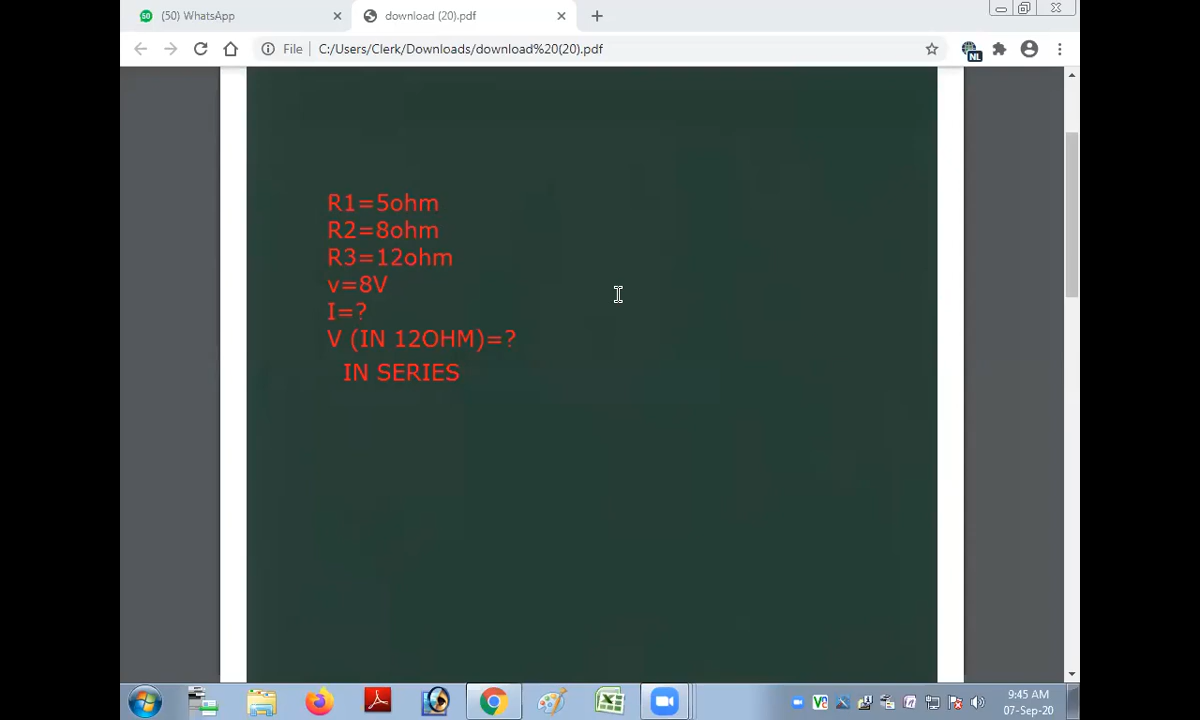 (50) WhatsApp
download (20).pdf
File
C:/Users/Clerk/Downloads/download%20(20).pdf
NL
R1=5ohm
R2=8ohm
R3=12ohm
v=8V
I=?
V (IN 12OHM)=?
IN SERIES
9:45 AM
07-Sep-20